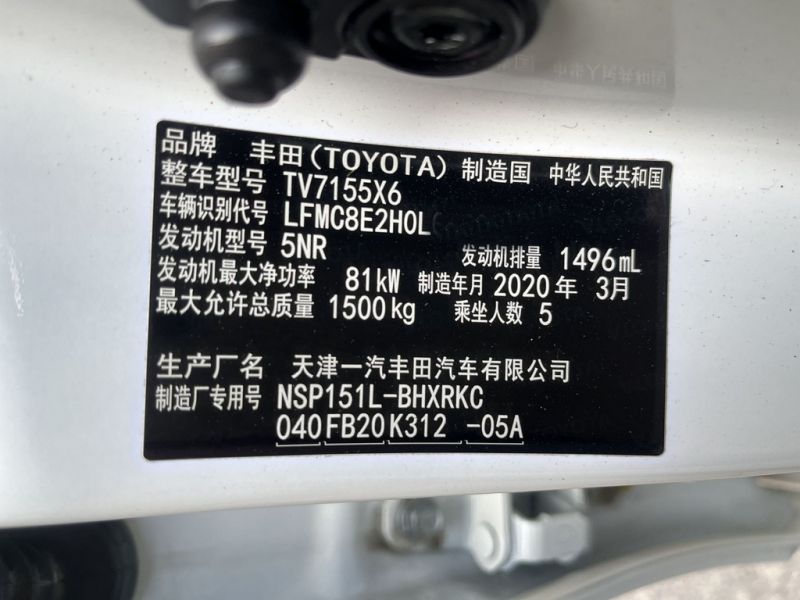 品牌 丰田(TOYOTA) 制造国 中华人民共和国
整车型号 TV7155X6
车辆识别代号 LFMC8E2H0L
发动机型号 5NR 发动机排量 1496mL
发动机最大净功率 81kW 制造年月 2020年 3月
最大允许总质量 1500kg 乘坐人数 5
生产厂名 天津一汽丰田汽车有限公司
制造厂专用号 NSP151L-BHXRKC
040 FB20 K312 -05A